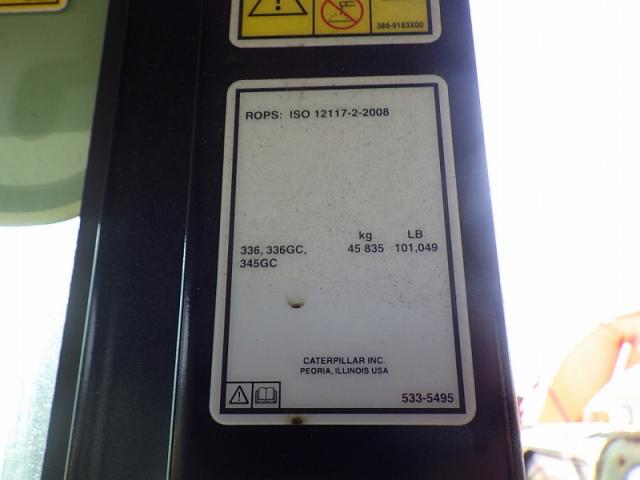 389-9183X00
ROPS: ISO 12117-2-2008
kg LB
336, 336GC, 45 835 101,049
345GC
CATERPILLAR INC.
PEORIA, ILLINOIS USA
533-5495